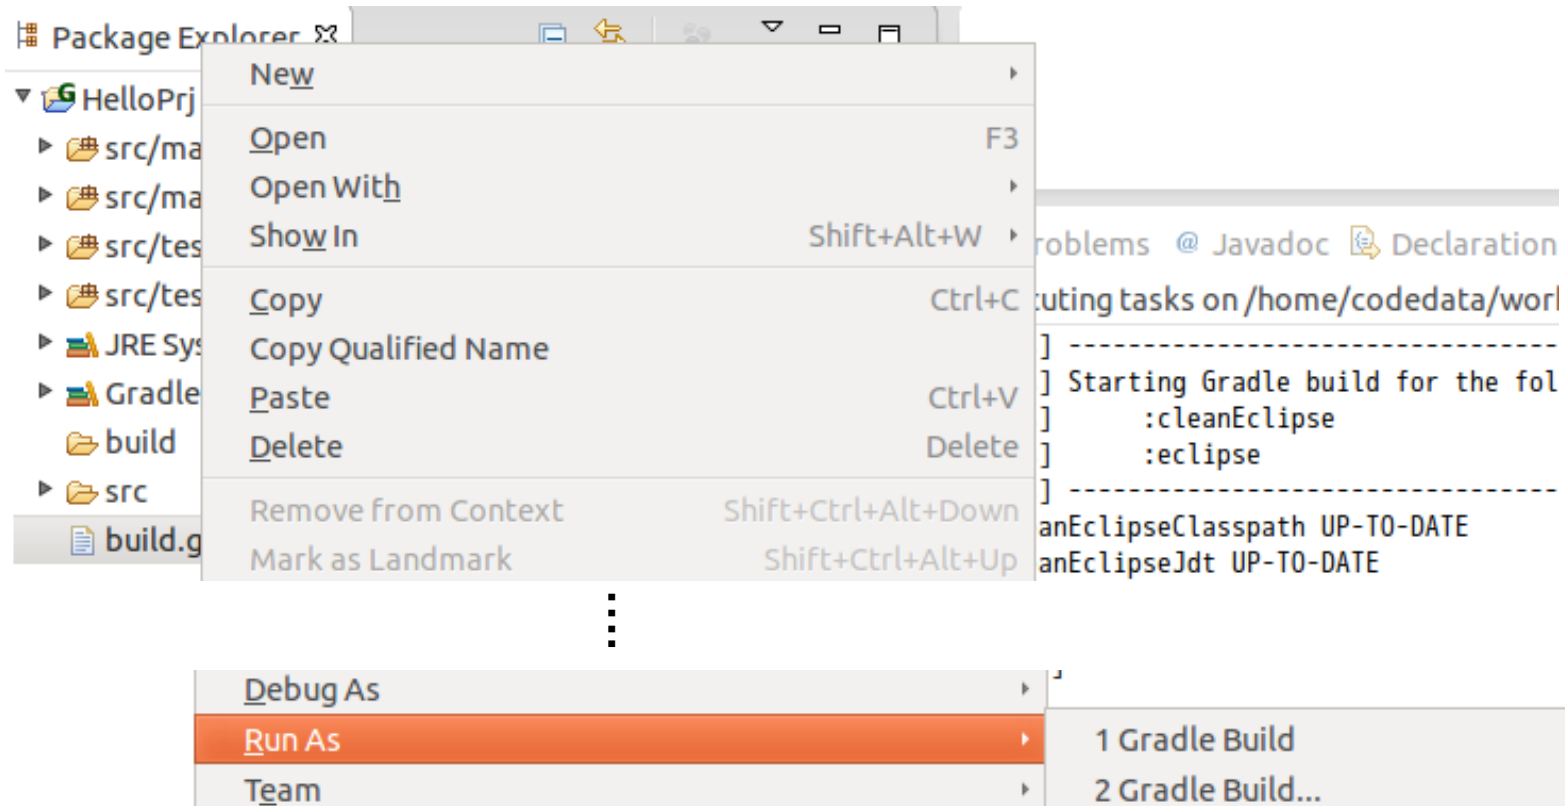 Package Explorer
HelloPrj
src/ma
src/ma
src/tes
src/tes
JRE Sys
Gradle
build
src
build.g
New
Open F3
Open With
Show In Shift+Alt+W
Copy Ctrl+C
Copy Qualified Name
Paste Ctrl+V
Delete Delete
Remove from Context Shift+Ctrl+Alt+Down
Mark as Landmark Shift+Ctrl+Alt+Up
roblems @ Javadoc Declaration
cuting tasks on /home/codedata/worl
] ---------------------------------
] Starting Gradle build for the fol
] :cleanEclipse
] :eclipse
] ---------------------------------
anEclipseClasspath UP-TO-DATE
anEclipseJdt UP-TO-DATE
]
Debug As
Run As
Team
1 Gradle Build
2 Gradle Build...